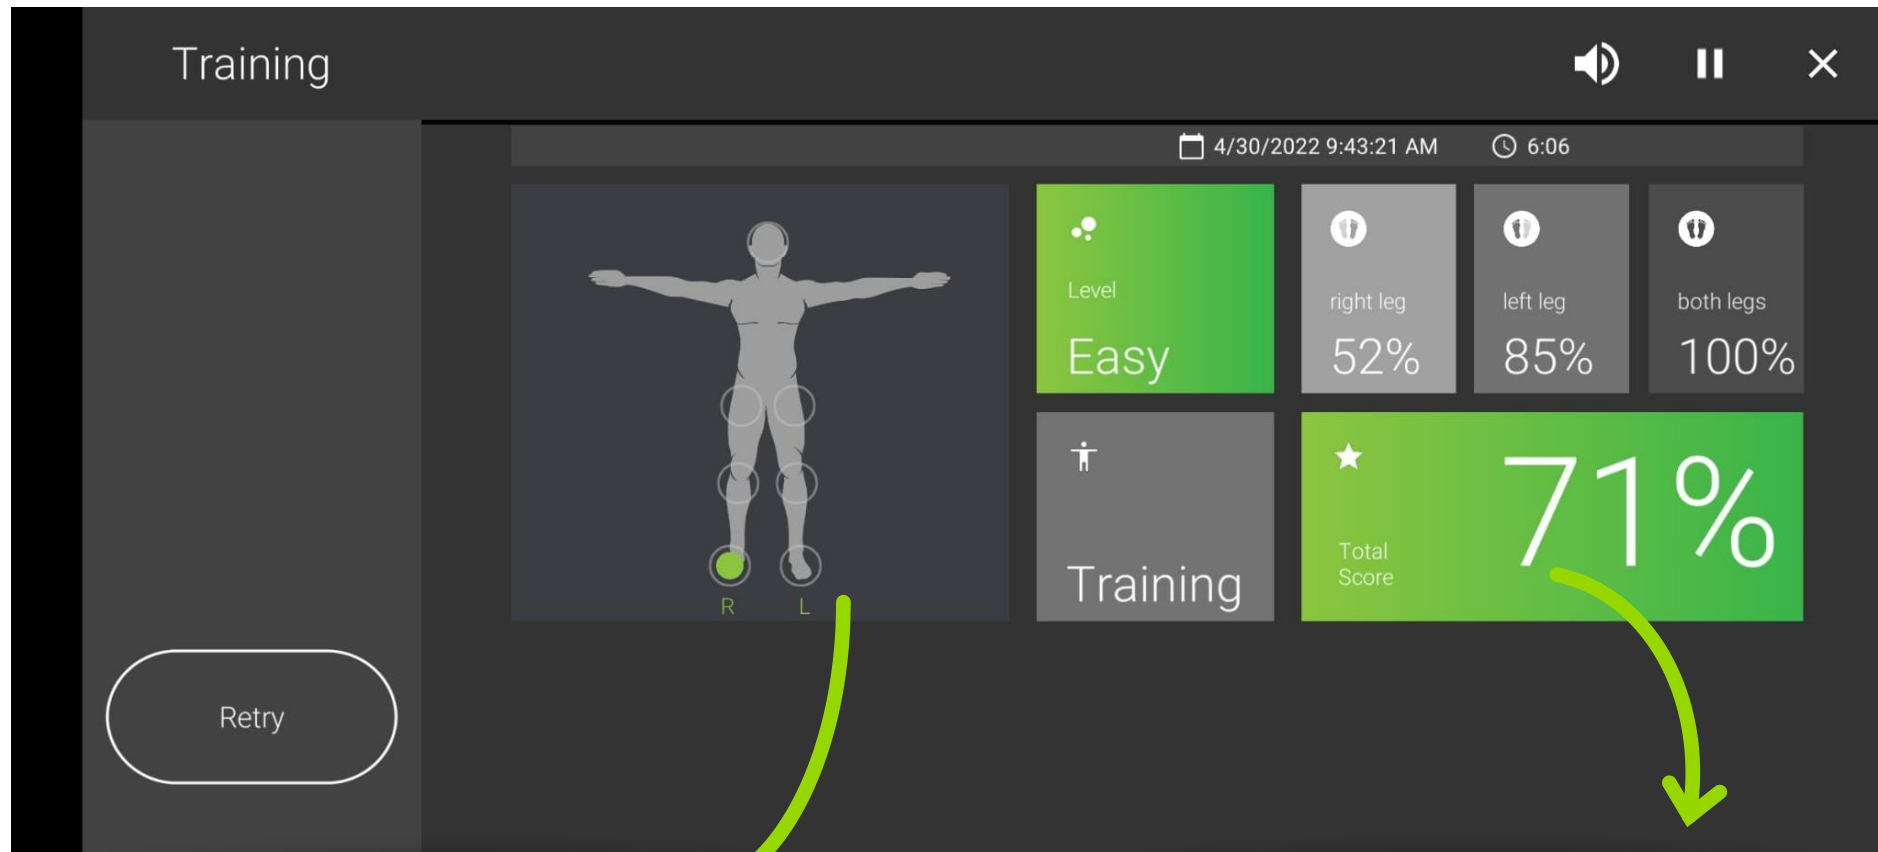 Training
4/30/2022 9:43:21 AM 6:06
Level
Easy
right leg
52%
left leg
85%
both legs
100%
R L
Training
Total
Score
71%
Retry